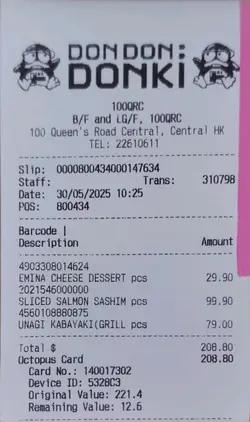 DON DON:
DONKi
100QRC
B/F and LG/F, 100QRC
100 Queen's Road Central, Central HK
TEL: 22610611
Slip: 0000800434000147634
Staff: Trans: 310798
Date: 30/05/2025 10:25
POS: 800434
Barcode |
Description Amount
4903308014624
EMINA CHEESE DESSERT pcs 29.90
2021546000000
SLICED SALMON SASHIM pcs 99.90
4560108880875
UNAGI KABAYAKI(GRILL pcs 79.00
Total $ 208.80
Octopus Card 208.80
Card No.: 140017302
Device ID: 5328C3
Original Value: 221.4
Remaining Value: 12.6